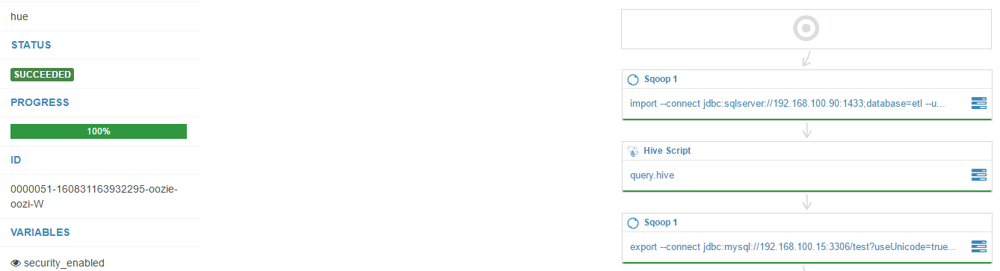 hue
STATUS
SUCCEEDED
PROGRESS
100%
ID
0000051-160831163932295-oozie-
oozi-W
VARIABLES
security_enabled
Sqoop 1
import --connect jdbc:sqlserver://192.168.100.90:1433;database=etl --u...
Hive Script
query.hive
Sqoop 1
export --connect jdbc:mysql://192.168.100.15:3306/test?useUnicode=true...